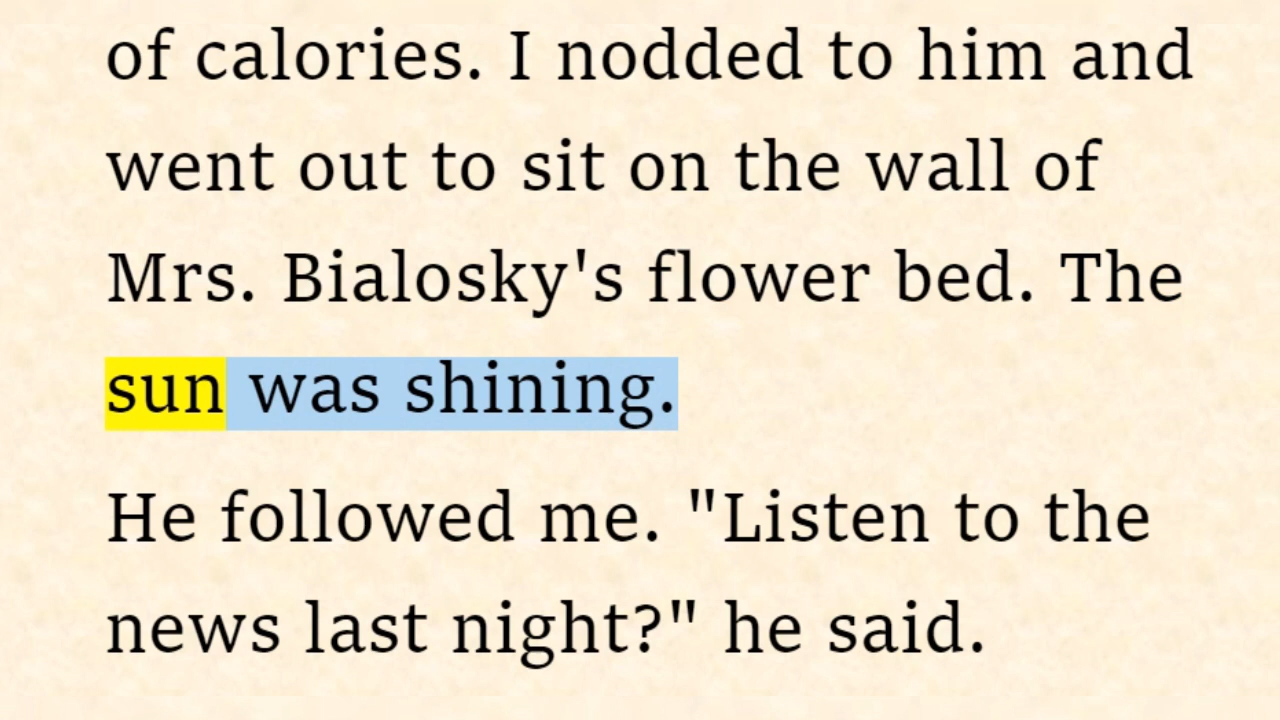 of calories. I nodded to him and
went out to sit on the wall of
Mrs. Bialosky's flower bed. The
sun was shining.
He followed me. "Listen to the
news last night?" he said.